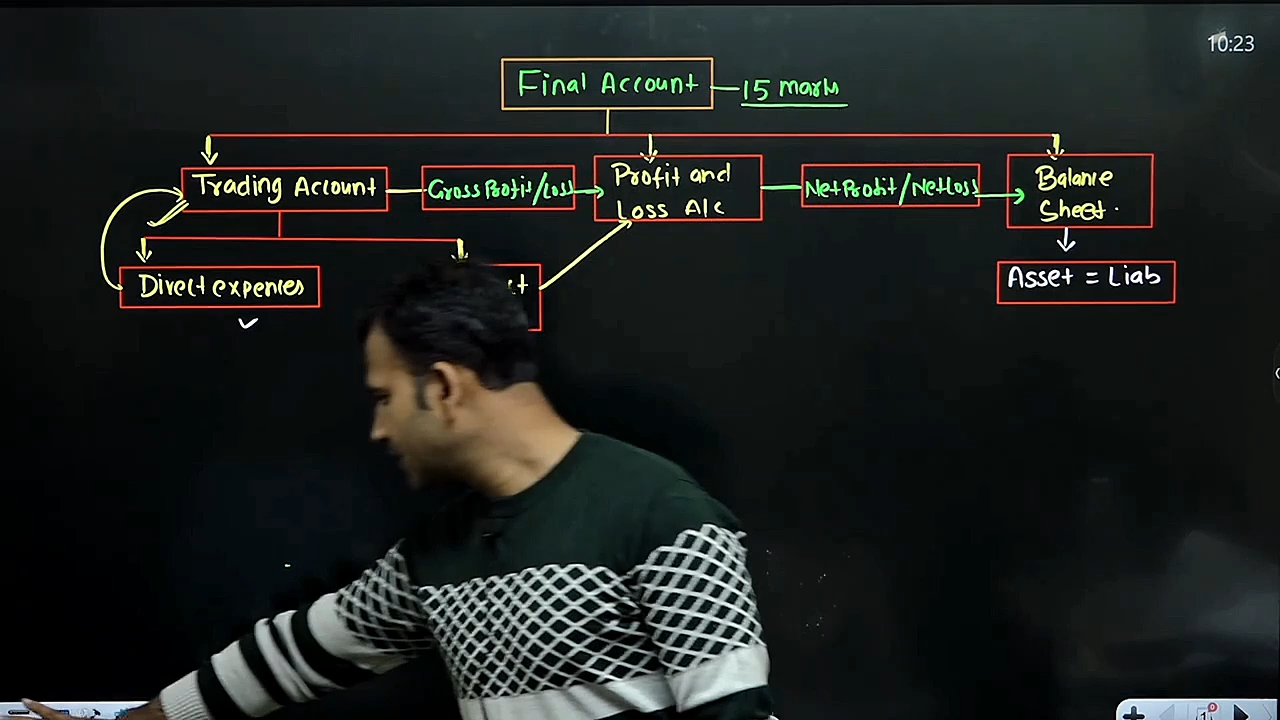 10:23
Final Account
15 marks
Trading Account
Gross Profit/Loss
Profit and
Loss A/c
Net Profit/Net Loss
Balance
Sheet.
Direct expenses
Asset = Liab